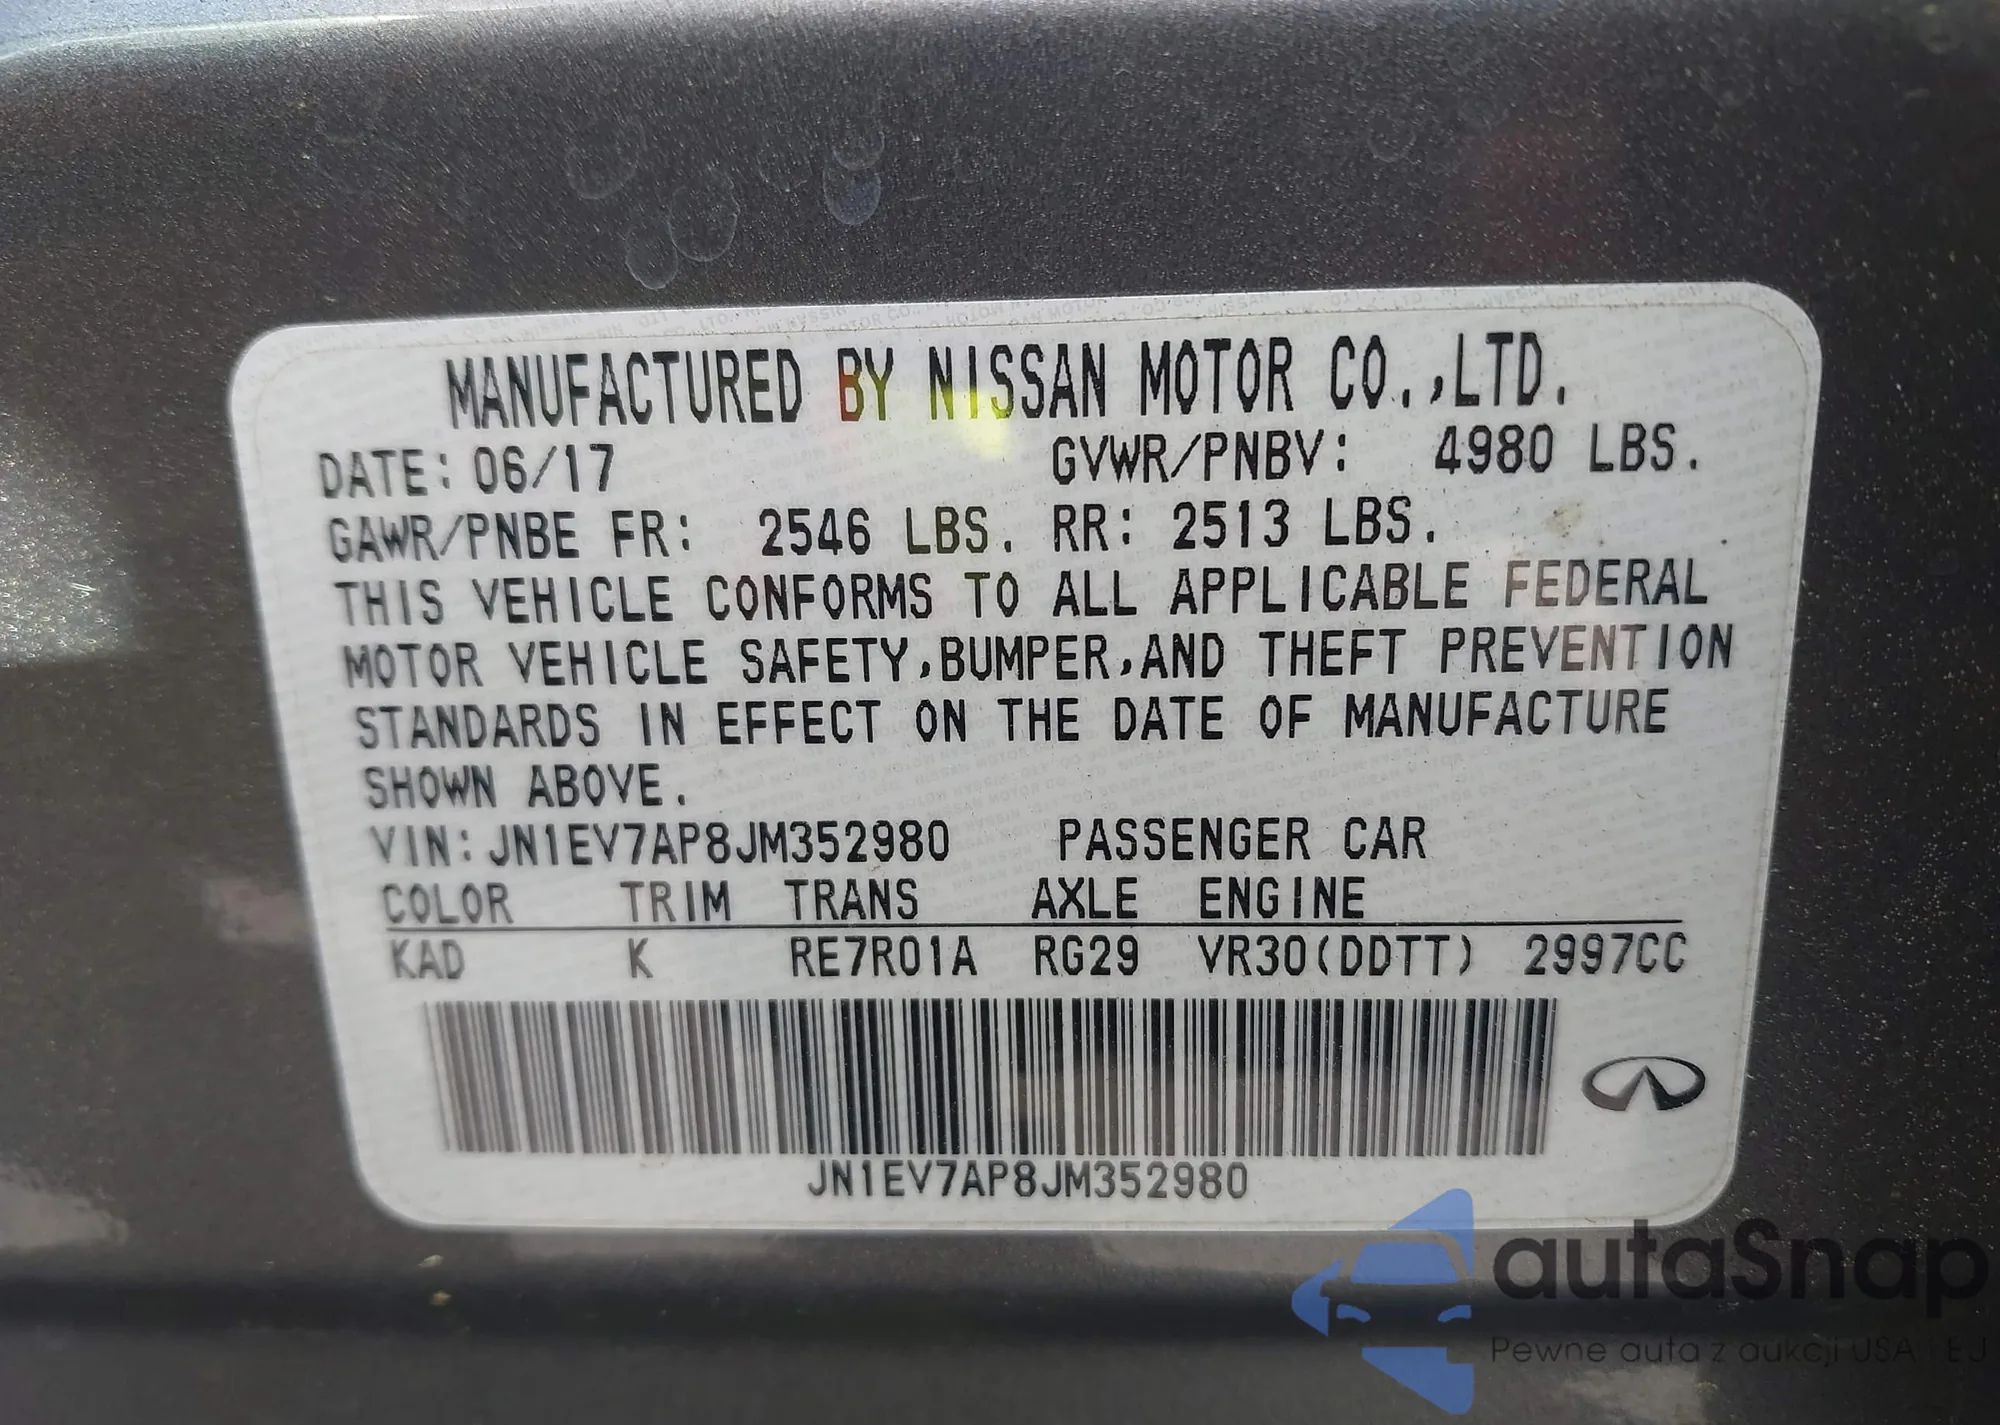 MANUFACTURED BY NISSAN MOTOR CO.,LTD.
DATE: 06/17 GVWR/PNBV: 4980 LBS.
GAWR/PNBE FR: 2546 LBS. RR: 2513 LBS.
THIS VEHICLE CONFORMS TO ALL APPLICABLE FEDERAL
MOTOR VEHICLE SAFETY,BUMPER,AND THEFT PREVENTION
STANDARDS IN EFFECT ON THE DATE OF MANUFACTURE
SHOWN ABOVE.
VIN: JN1EV7AP8JM352980 PASSENGER CAR
COLOR TRIM TRANS AXLE ENGINE
KAD K RE7R01A RG29 VR30(DDTT) 2997CC
JN1EV7AP8JM352980
autaSnap
Pewne auta z aukcji USA i EJ